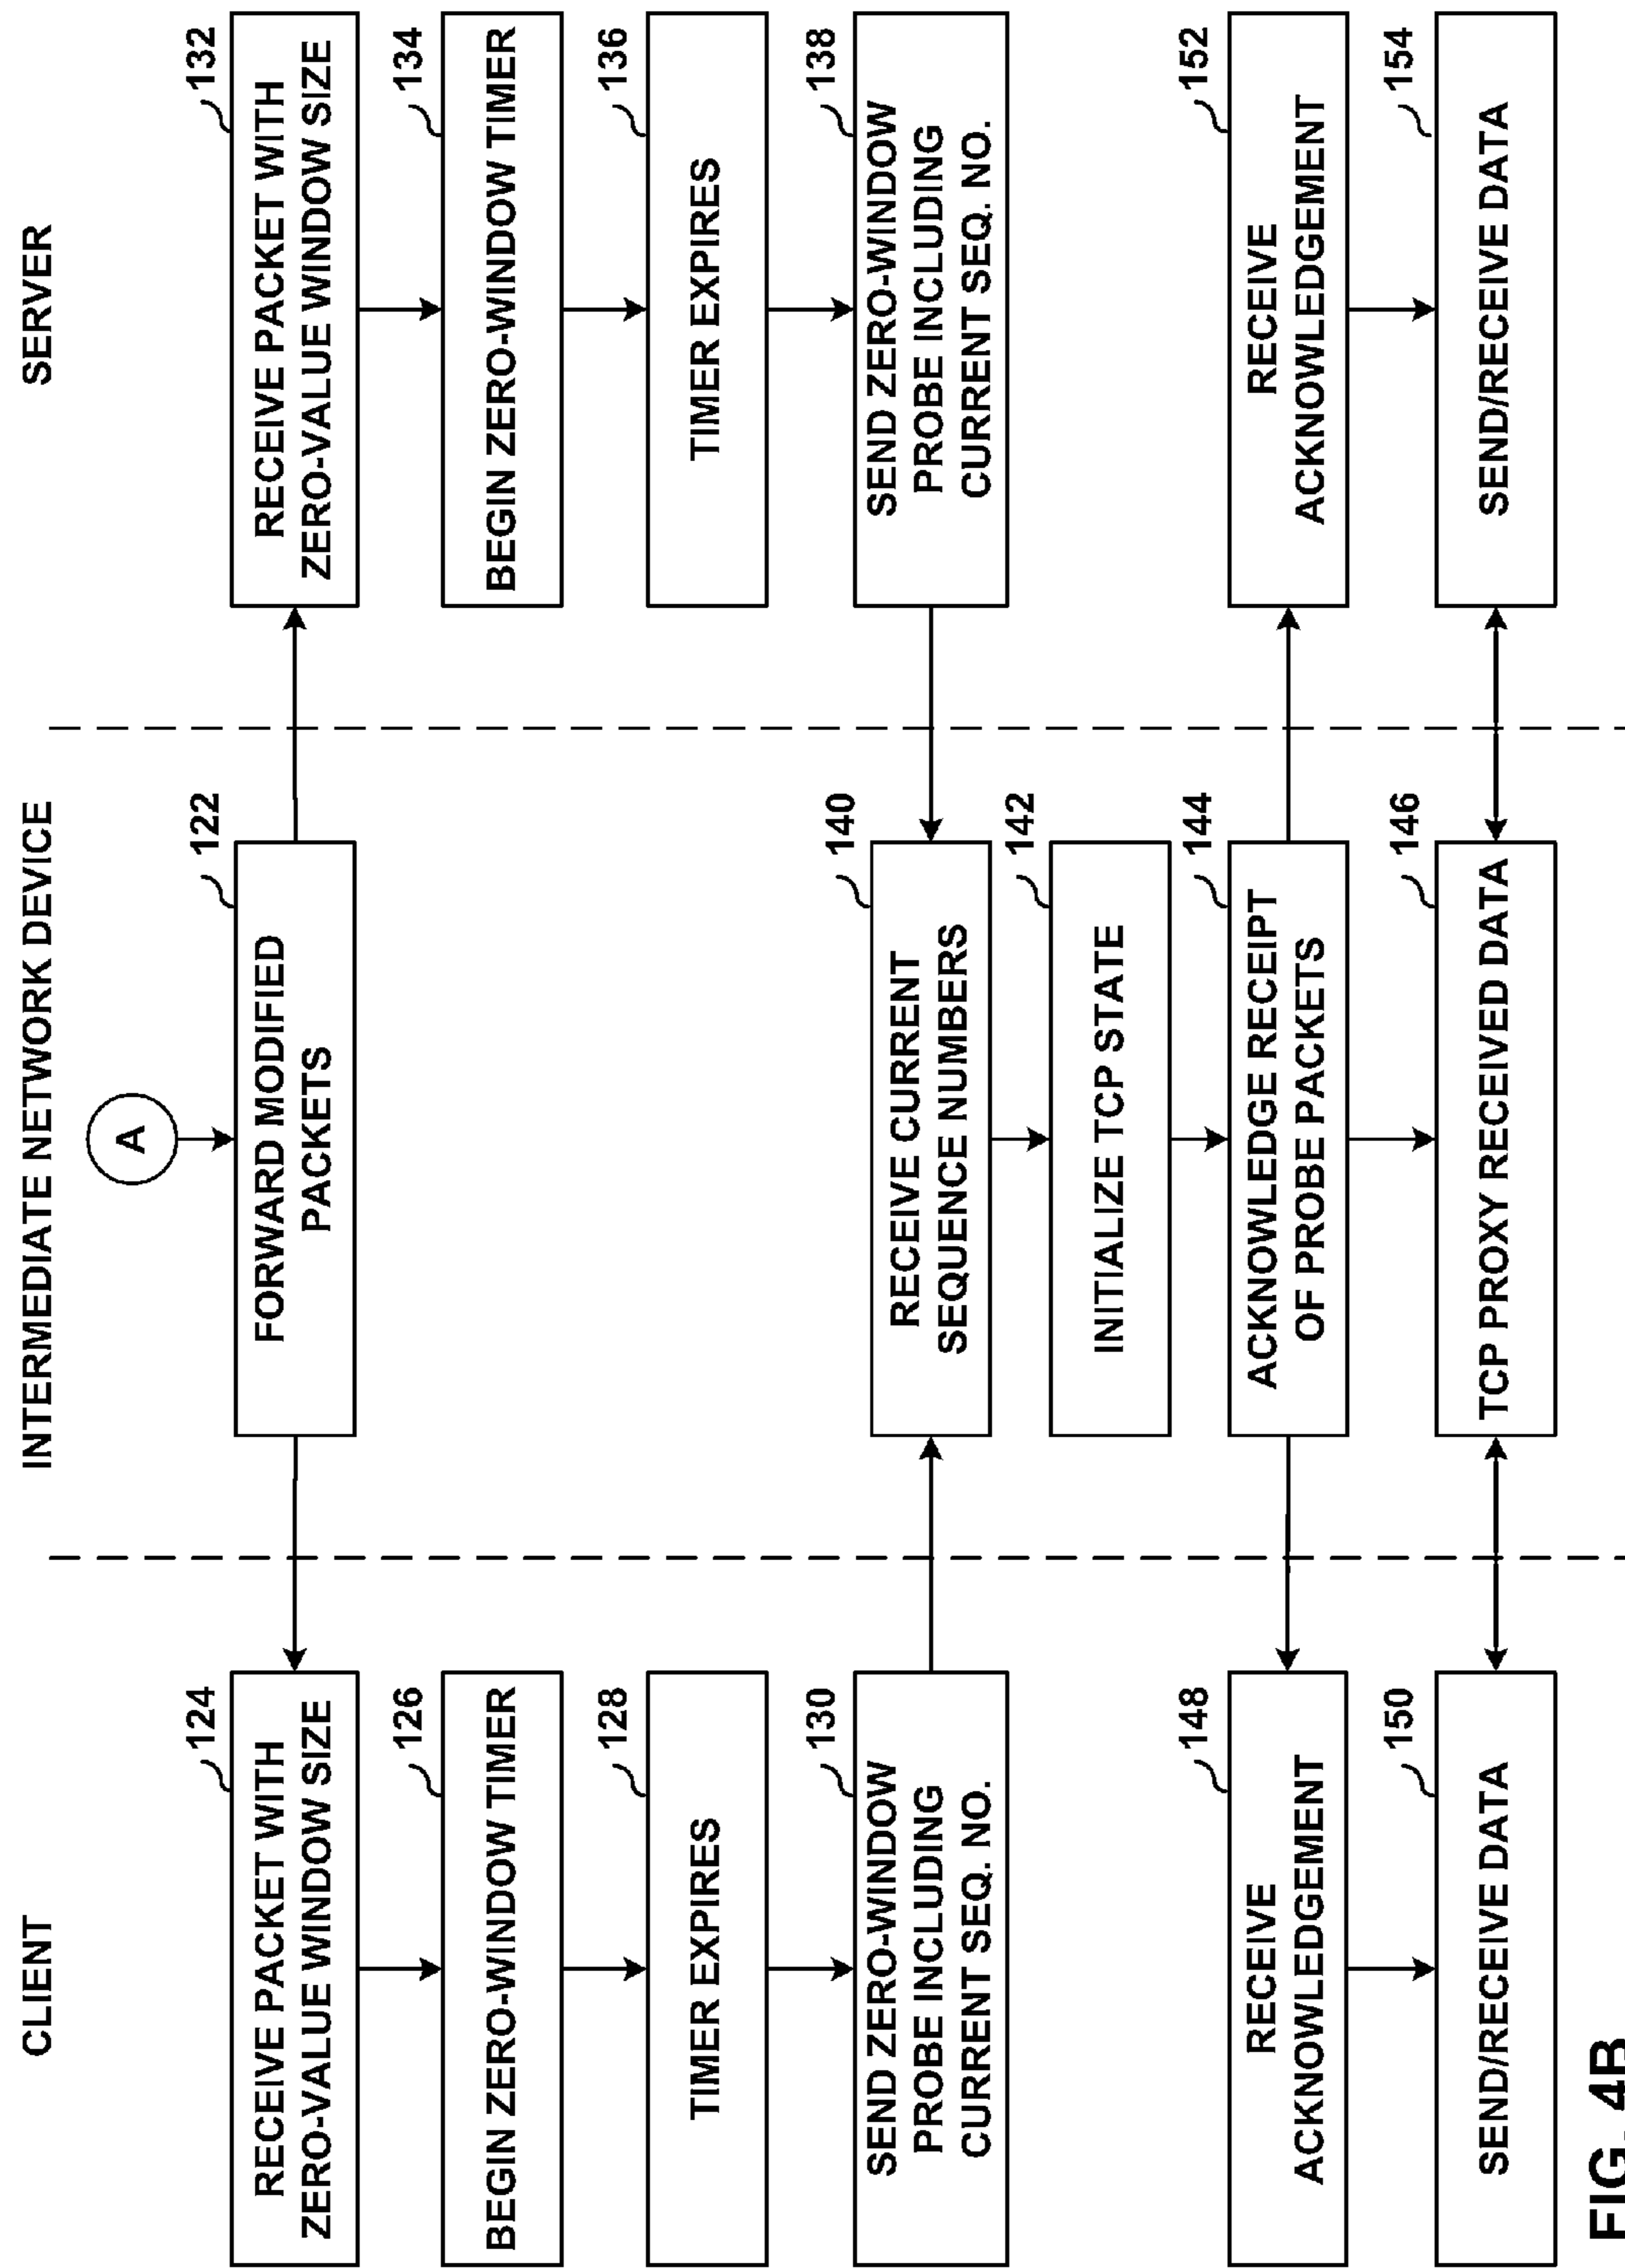 CLIENT
INTERMEDIATE NETWORK DEVICE
SERVER
A
122
FORWARD MODIFIED
PACKETS
124
RECEIVE PACKET WITH
ZERO-VALUE WINDOW SIZE
126
BEGIN ZERO-WINDOW TIMER
128
TIMER EXPIRES
130
SEND ZERO-WINDOW
PROBE INCLUDING
CURRENT SEQ. NO.
132
RECEIVE PACKET WITH
ZERO-VALUE WINDOW SIZE
134
BEGIN ZERO-WINDOW TIMER
136
TIMER EXPIRES
138
SEND ZERO-WINDOW
PROBE INCLUDING
CURRENT SEQ. NO.
140
RECEIVE CURRENT
SEQUENCE NUMBERS
142
INITIALIZE TCP STATE
144
ACKNOWLEDGE RECEIPT
OF PROBE PACKETS
146
TCP PROXY RECEIVED DATA
148
RECEIVE
ACKNOWLEDGEMENT
150
SEND/RECEIVE DATA
152
RECEIVE
ACKNOWLEDGEMENT
154
SEND/RECEIVE DATA
FIG. 4B